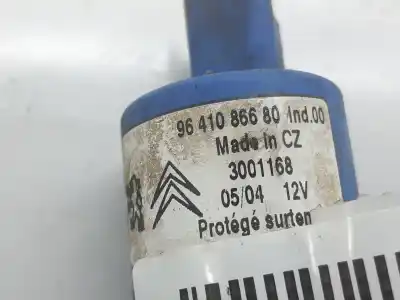 96 410 866 80 Ind.00
Made in CZ
3001168
05/04 12V
Protégé surten